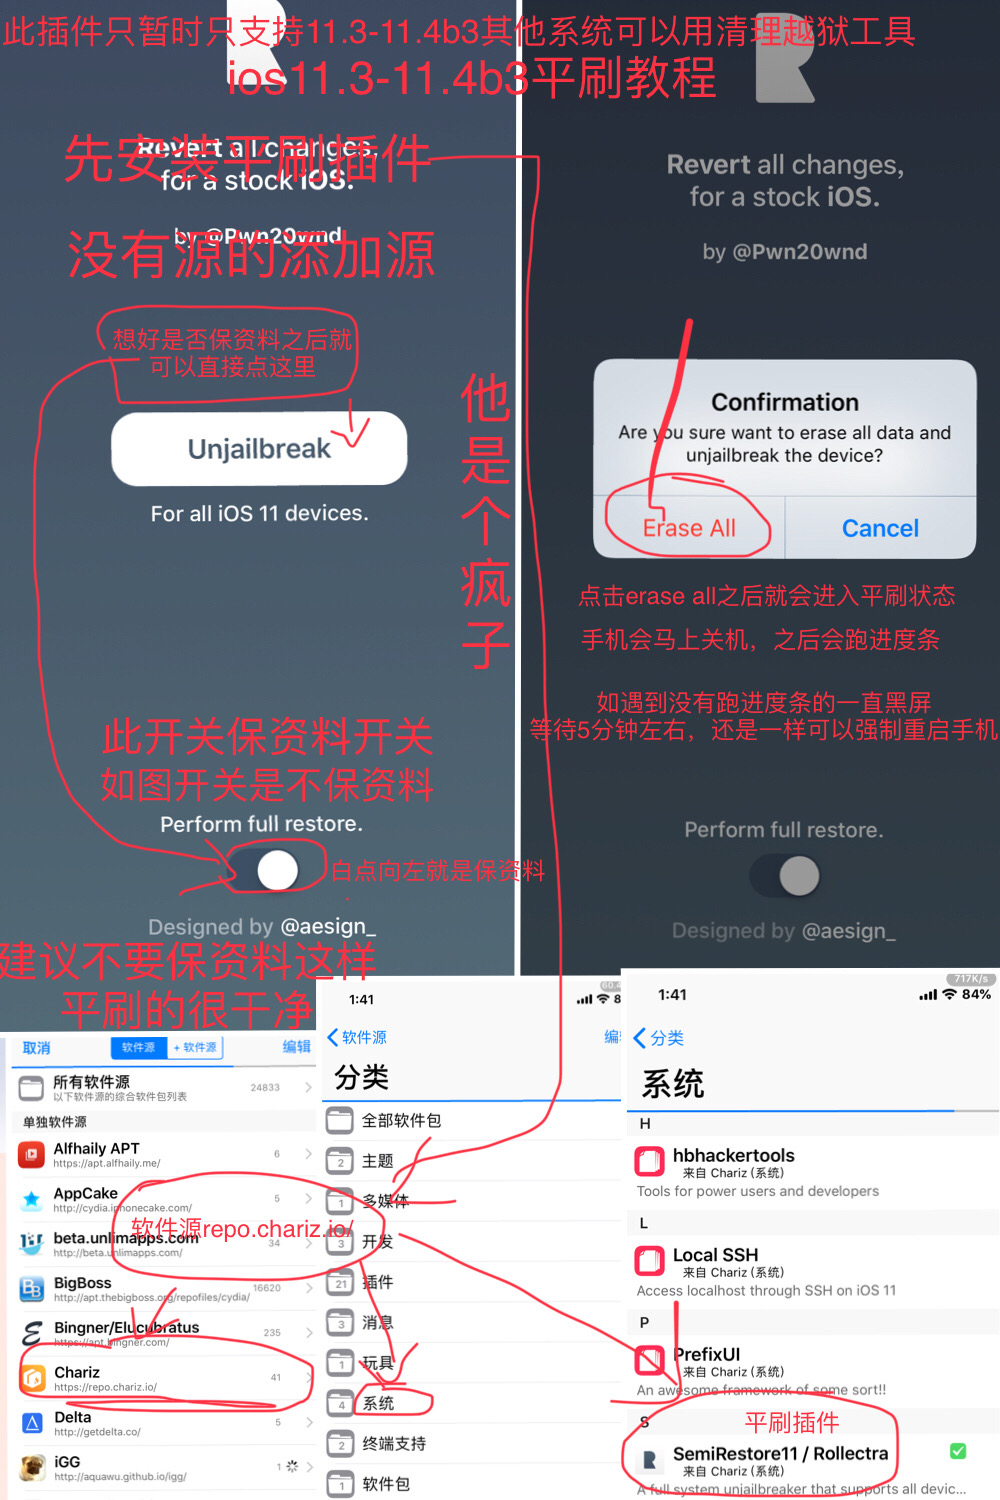 此插件只暂时只支持11.3-11.4b3其他系统可以用清理越狱工具
ios11.3-11.4b3平刷教程
先安装平刷插件
Revert all changes,
for a stock iOS.
by @Pwn20wnd
没有源的添加源
想好是否保资料之后就
可以直接点这里
Unjailbreak
For all iOS 11 devices.
他是个疯子
此开关保资料开关
如图开关是不保资料
Perform full restore.
白点向左就是保资料
Designed by @aesign_
建议不要保资料这样
平刷的很干净
Revert all changes,
for a stock iOS.
by @Pwn20wnd
Confirmation
Are you sure want to erase all data and
unjailbreak the device?
Erase All
Cancel
点击erase all之后就会进入平刷状态
手机会马上关机，之后会跑进度条
如遇到没有跑进度条的一直黑屏
等待5分钟左右，还是一样可以强制重启手机
Perform full restore.
Designed by @aesign_
取消
软件源
+ 软件源
编辑
所有软件源
以下软件源的综合软件包列表
24833
单独软件源
Alfhaily APT
https://apt.alfhaily.me/
6
AppCake
http://cydia.iphonecake.com/
5
软件源repo.chariz.io/
beta.unlimapps.com
http://beta.unlimapps.com/
34
BigBoss
http://apt.thebigboss.org/repofiles/cydia/
16620
Bingner/Elucubratus
https://apt.bingner.com/
235
Chariz
https://repo.chariz.io/
41
Delta
http://getdelta.co/
5
iGG
http://aquawu.github.io/igg/
1
1:41
60.4
8
软件源
编
分类
全部软件包
2
主题
1
多媒体
3
开发
21
插件
3
消息
1
玩具
4
系统
2
终端支持
1
软件包
717K/s
1:41
84%
分类
系统
H
hbhackertools
来自 Chariz (系统)
Tools for power users and developers
L
Local SSH
来自 Chariz (系统)
Access localhost through SSH on iOS 11
P
PrefixUI
来自 Chariz (系统)
An awesome framework of some sort!!
S
平刷插件
SemiRestore11 / Rollectra
来自 Chariz (系统)
A full system unjailbreaker that supports all devic...